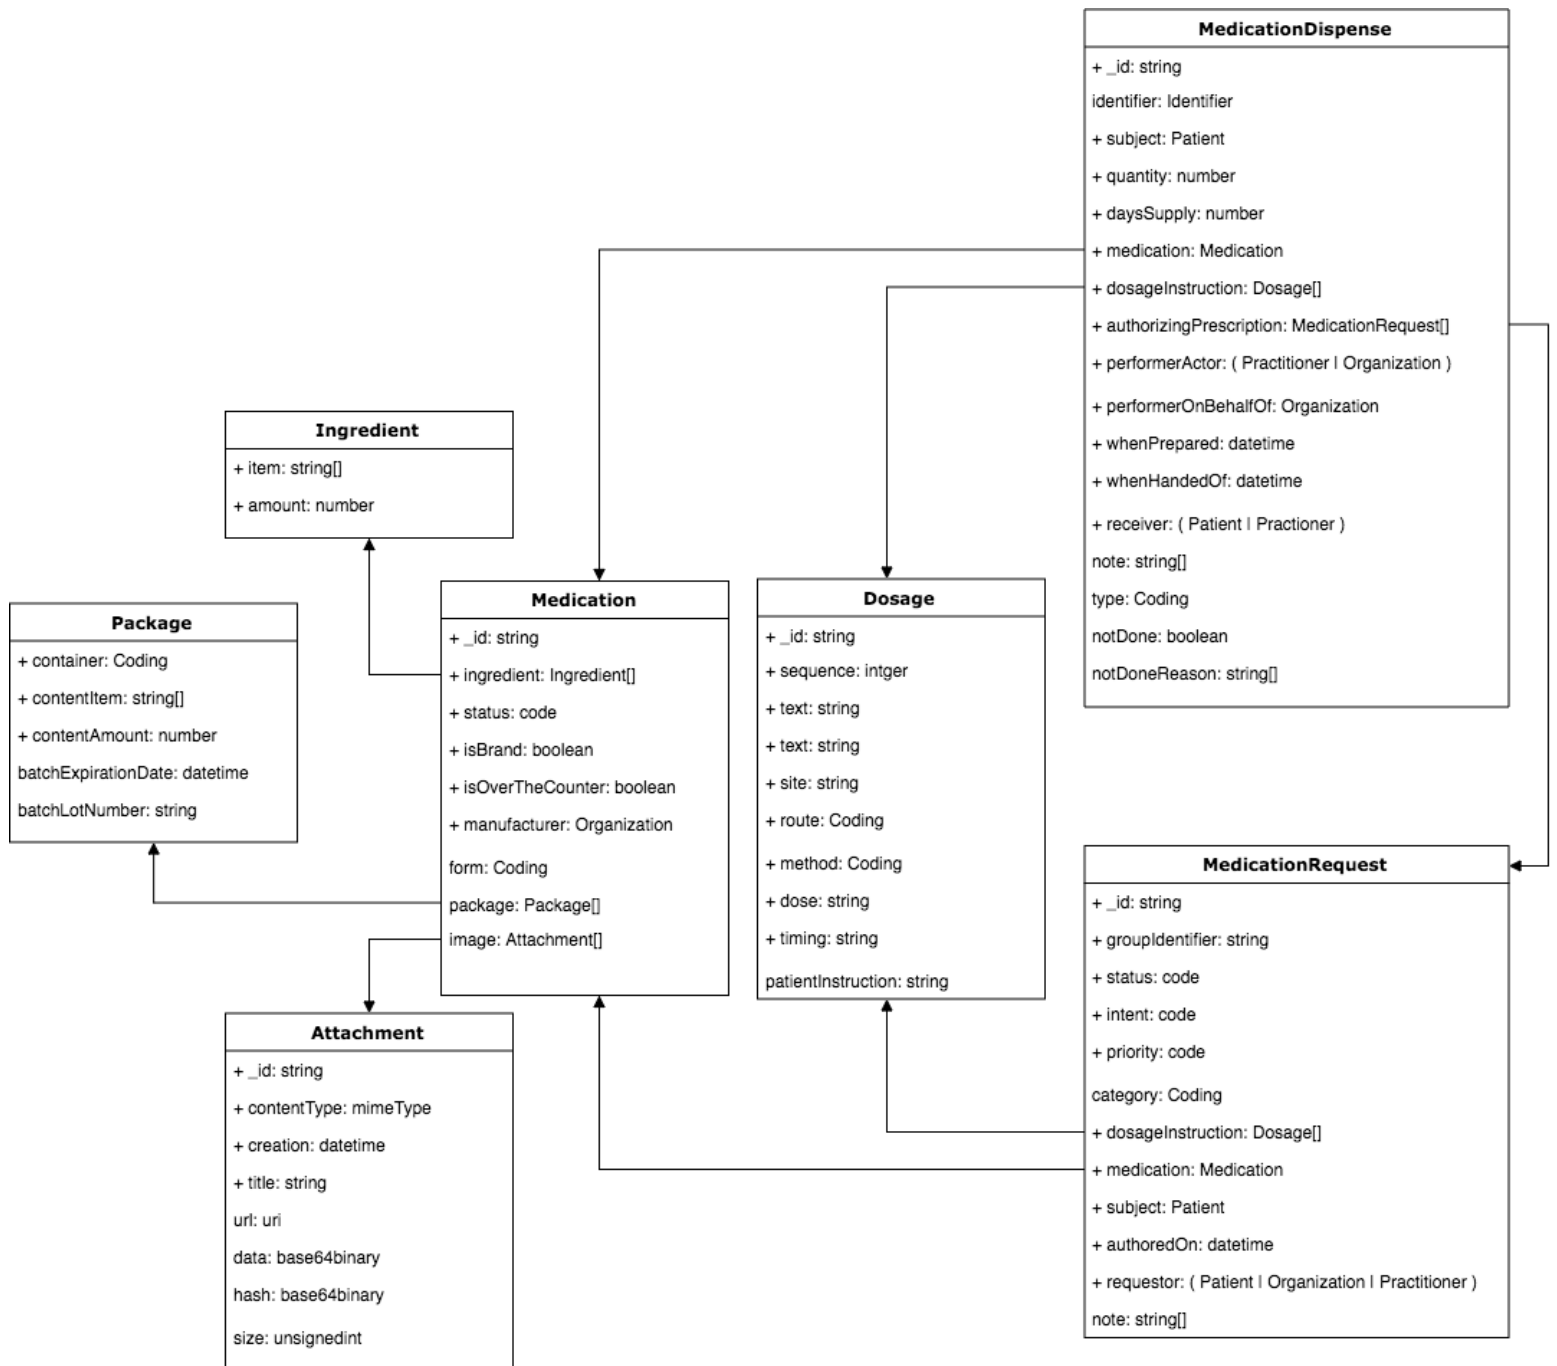 MedicationDispense
+ _id: string
identifier: Identifier
+ subject: Patient
+ quantity: number
+ daysSupply: number
+ medication: Medication
+ dosageInstruction: Dosage[]
+ authorizingPrescription: MedicationRequest[]
+ performerActor: ( Practitioner | Organization )
+ performerOnBehalfOf: Organization
+ whenPrepared: datetime
+ whenHandedOf: datetime
+ receiver: ( Patient | Practioner )
note: string[]
type: Coding
notDone: boolean
notDoneReason: string[]
Ingredient
+ item: string[]
+ amount: number
Package
+ container: Coding
+ contentItem: string[]
+ contentAmount: number
batchExpirationDate: datetime
batchLotNumber: string
Medication
+ _id: string
+ ingredient: Ingredient[]
+ status: code
+ isBrand: boolean
+ isOverTheCounter: boolean
+ manufacturer: Organization
form: Coding
package: Package[]
image: Attachment[]
Dosage
+ _id: string
+ sequence: intger
+ text: string
+ text: string
+ site: string
+ route: Coding
+ method: Coding
+ dose: string
+ timing: string
patientInstruction: string
Attachment
+ _id: string
+ contentType: mimeType
+ creation: datetime
+ title: string
url: uri
data: base64binary
hash: base64binary
size: unsignedint
MedicationRequest
+ _id: string
+ groupIdentifier: string
+ status: code
+ intent: code
+ priority: code
category: Coding
+ dosageInstruction: Dosage[]
+ medication: Medication
+ subject: Patient
+ authoredOn: datetime
+ requestor: ( Patient | Organization | Practitioner )
note: string[]